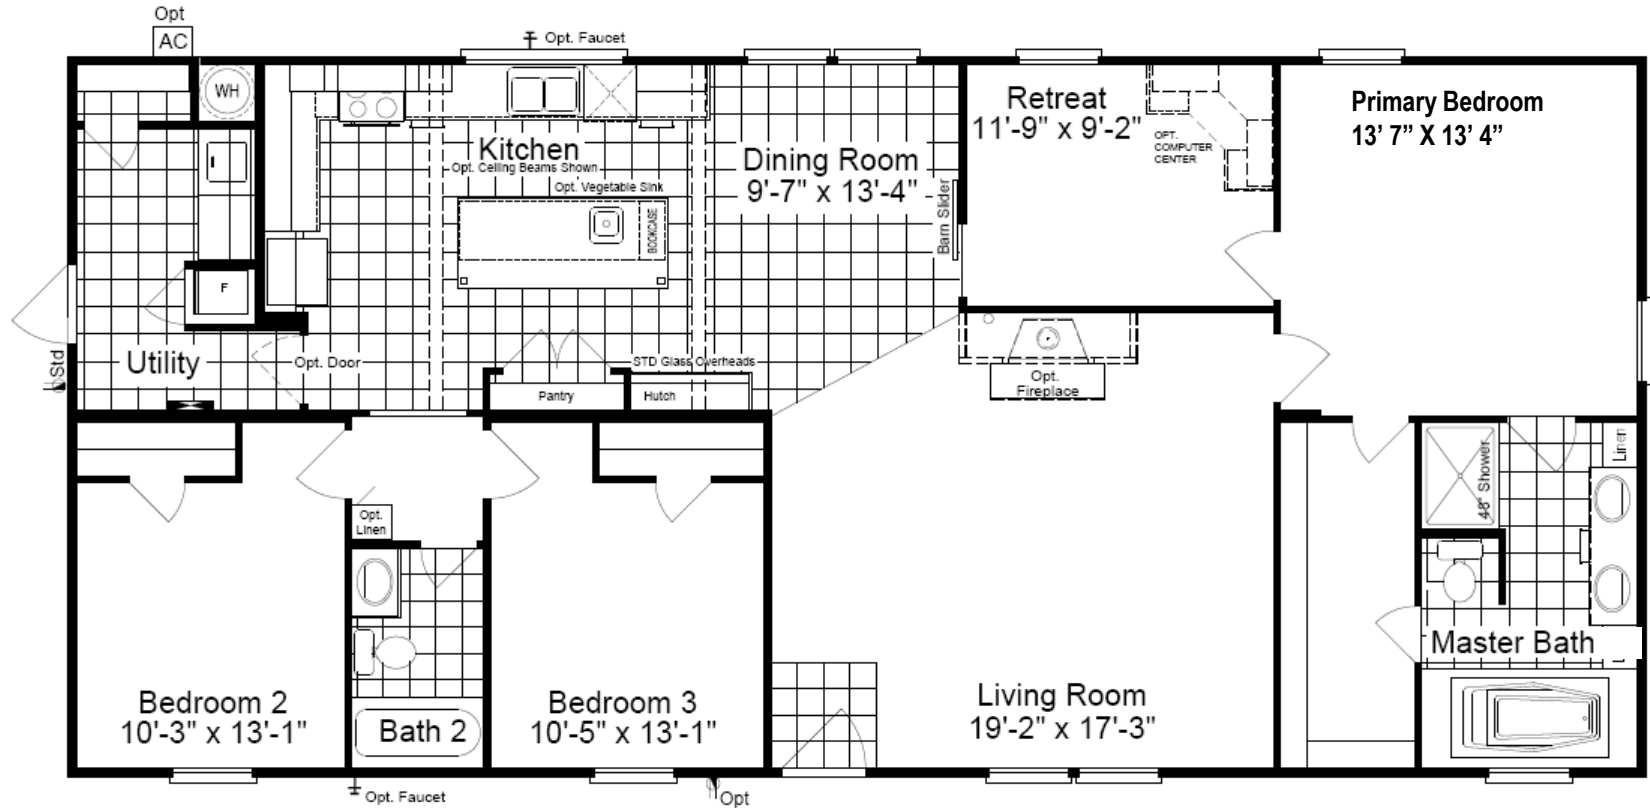 Opt
AC
Opt. Faucet
WH
Kitchen
Opt. Ceiling Beams Shown
Opt. Vegetable Sink
BOOKCASE
Dining Room
9'-7" x 13'-4"
Barn Slider
Retreat
11'-9" x 9'-2"
OPT.
COMPUTER
CENTER
Primary Bedroom
13' 7" X 13' 4"
F
Utility
Std
Opt. Door
STD Glass Overheads
Pantry
Hutch
Opt.
Fireplace
Opt.
Linen
48" Shower
Linen
Master Bath
Bedroom 2
10'-3" x 13'-1"
Bath 2
Bedroom 3
10'-5" x 13'-1"
Living Room
19'-2" x 17'-3"
Opt. Faucet
Opt